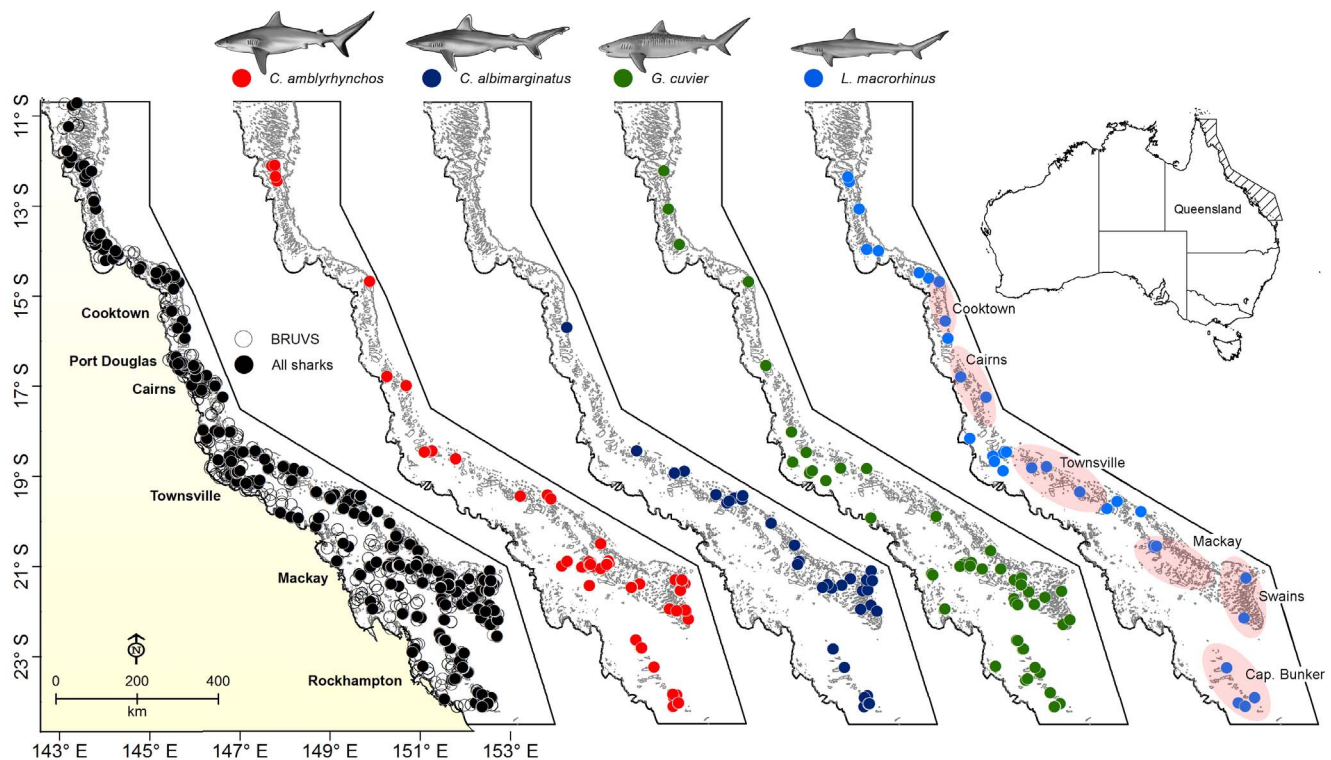 C. amblyrhynchos
C. albimarginatus
G. cuvier
L. macrorhinus
11° S
13° S
15° S
17° S
19° S
21° S
23° S
Queensland
Cooktown
BRUVS
All sharks
Port Douglas
Cairns
Townsville
Mackay
Rockhampton
Cooktown
Cairns
Townsville
Mackay
Swains
Cap. Bunker
N
0 200 400
km
143° E 145° E 147° E 149° E 151° E 153° E